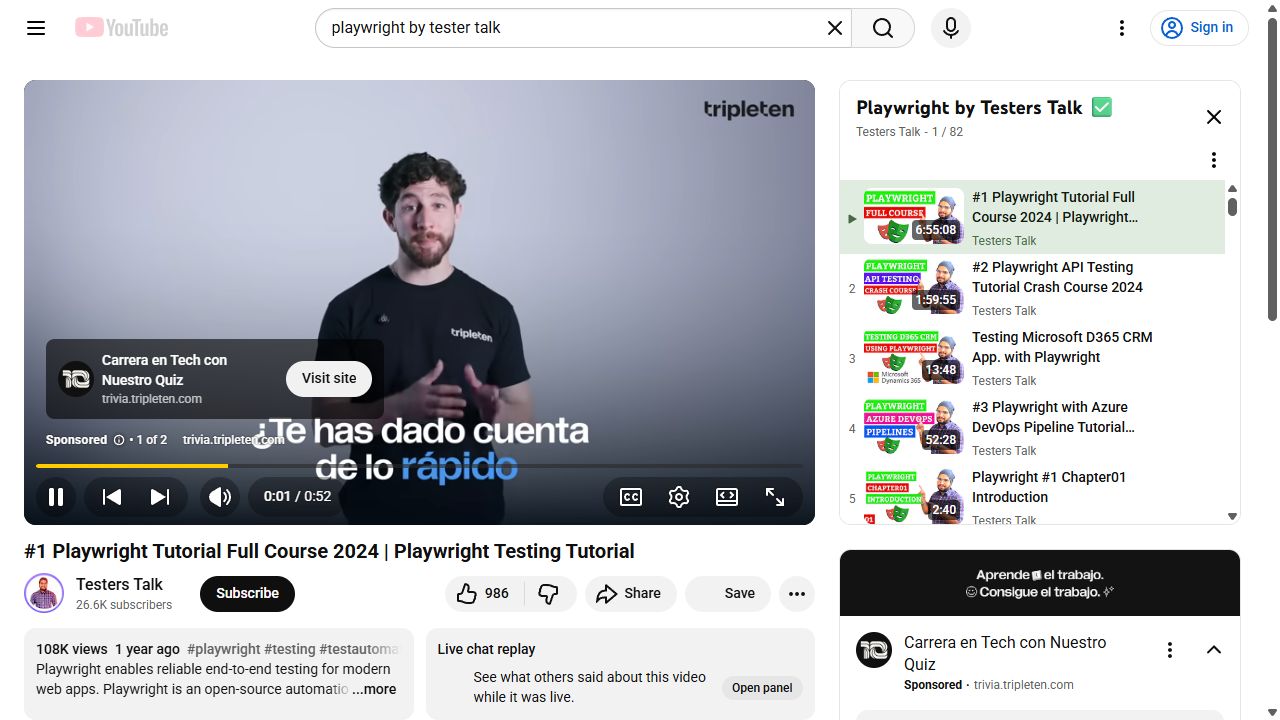 YouTube
playwright by tester talk
Sign in
tripleten
tripleten
Carrera en Tech con
Nuestro Quiz
trivia.tripleten.com
Visit site
Sponsored • 1 of 2 trivia.tripleten.com
¿Te has dado cuenta
de lo rápido
0:01 / 0:52
#1 Playwright Tutorial Full Course 2024 | Playwright Testing Tutorial
Testers Talk
26.6K subscribers
Subscribe
986
Share
Save
108K views 1 year ago #playwright #testing #testautoma
Playwright enables reliable end-to-end testing for modern
web apps. Playwright is an open-source automatio ...more
Live chat replay
See what others said about this video
while it was live.
Open panel
Playwright by Testers Talk ✅
Testers Talk - 1 / 82
PLAYWRIGHT
FULL COURSE
6:55:08
#1 Playwright Tutorial Full
Course 2024 | Playwright...
Testers Talk
2
PLAYWRIGHT
API TESTING
CRASH COURSE
1:59:55
#2 Playwright API Testing
Tutorial Crash Course 2024
Testers Talk
3
TESTING D365 CRM
USING PLAYWRIGHT
Microsoft
Dynamics 365
13:48
Testing Microsoft D365 CRM
App. with Playwright
Testers Talk
4
PLAYWRIGHT
AZURE DEVOPS
PIPELINES
52:28
#3 Playwright with Azure
DevOps Pipeline Tutorial...
Testers Talk
5
PLAYWRIGHT
CHAPTER01
INTRODUCTION
01
2:40
Playwright #1 Chapter01
Introduction
Testers Talk
Aprende el trabajo.
Consigue el trabajo.
Carrera en Tech con Nuestro
Quiz
Sponsored · trivia.tripleten.com